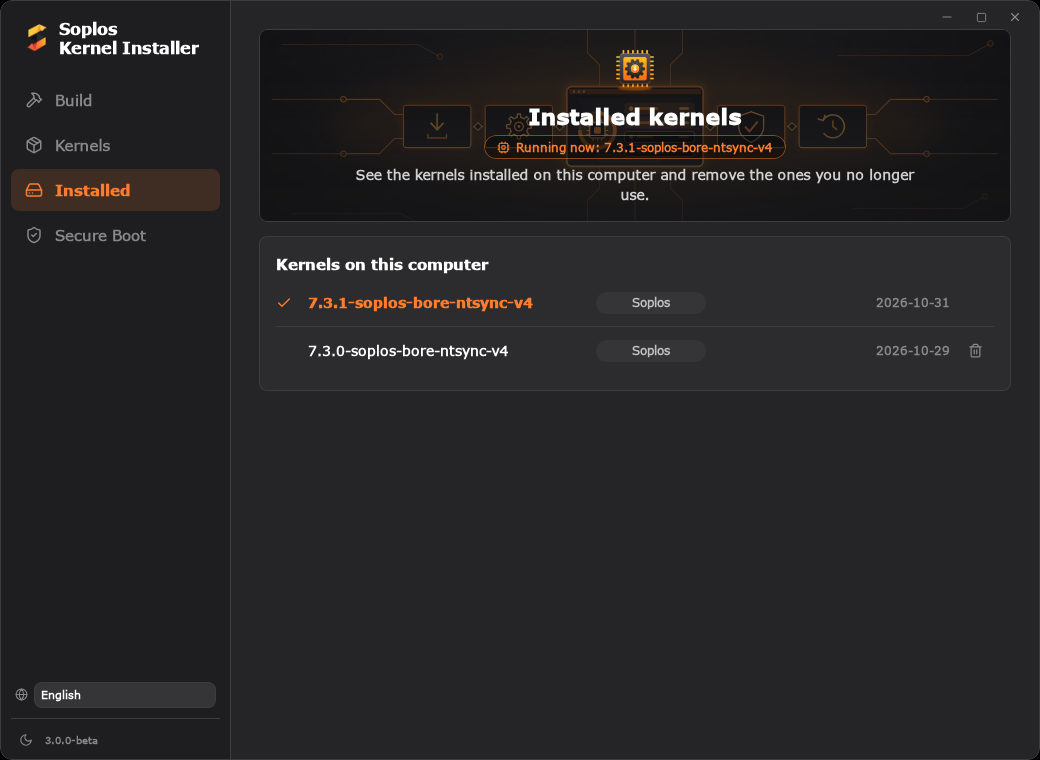 Soplos
Kernel Installer
Build
Kernels
Installed
Secure Boot
English
3.0.0-beta
Installed kernels
Running now: 7.3.1-soplos-bore-ntsync-v4
See the kernels installed on this computer and remove the ones you no longer
use.
Kernels on this computer
7.3.1-soplos-bore-ntsync-v4 Soplos 2026-10-31
7.3.0-soplos-bore-ntsync-v4 Soplos 2026-10-29